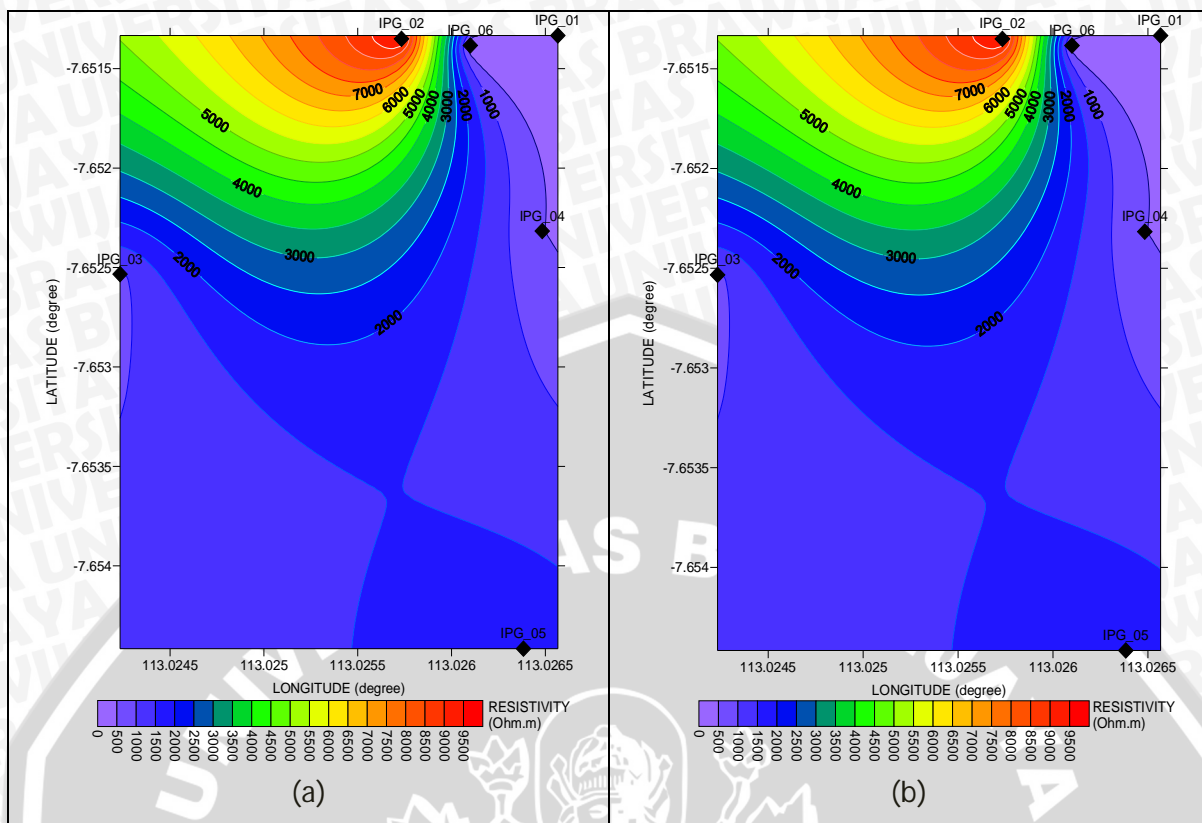 IPG_02
IPG_06
IPG_01
-7.6515
7000
6000
5000
4000
3000
2000
1000
5000
-7.652
4000
IPG_04
3000
IPG_03
-7.6525
2000
2000
LATITUDE (degree)
-7.653
-7.6535
-7.654
IPG_05
113.0245 113.025 113.0255 113.026 113.0265
LONGITUDE (degree)
RESISTIVITY
(Ohm.m)
0 500 1000 1500 2000 2500 3000 3500 4000 4500 5000 5500 6000 6500 7000 7500 8000 8500 9000 9500
(a)
IPG_02
IPG_06
IPG_01
-7.6515
7000
6000
5000
4000
3000
2000
1000
5000
-7.652
4000
IPG_04
3000
IPG_03
-7.6525
2000
2000
LATITUDE (degree)
-7.653
-7.6535
-7.654
IPG_05
113.0245 113.025 113.0255 113.026 113.0265
LONGITUDE (degree)
RESISTIVITY
(Ohm.m)
0 500 1000 1500 2000 2500 3000 3500 4000 4500 5000 5500 6000 6500 7000 7500 8000 8500 9000 9500
(b)